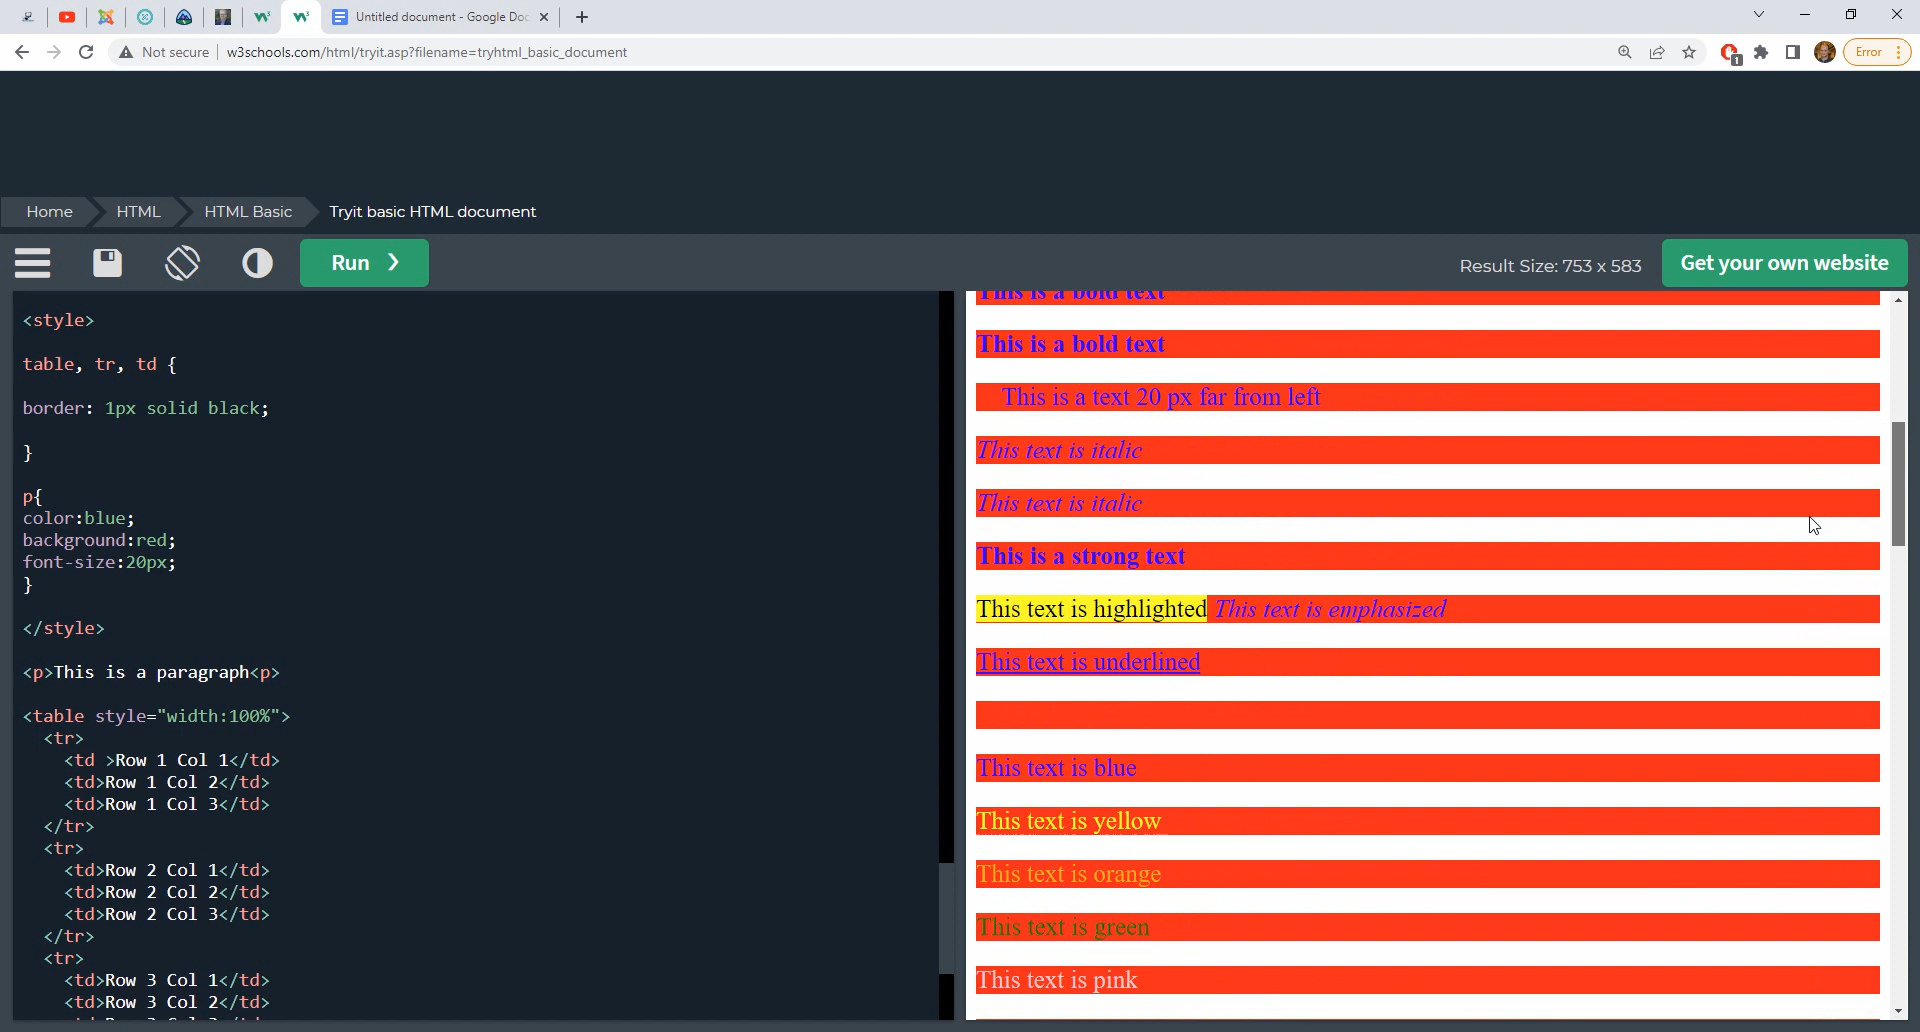 Untitled document - Google Doc
Not secure
w3schools.com/html/tryit.asp?filename=tryhtml_basic_document
1
Error
Home
HTML
HTML Basic
Tryit basic HTML document
Run ❯
Result Size: 753 x 583
Get your own website
<style>
table, tr, td {
border: 1px solid black;
}
p{
color:blue;
background:red;
font-size:20px;
}
</style>
<p>This is a paragraph<p>
<table style="width:100%">
<tr>
<td >Row 1 Col 1</td>
<td>Row 1 Col 2</td>
<td>Row 1 Col 3</td>
</tr>
<tr>
<td>Row 2 Col 1</td>
<td>Row 2 Col 2</td>
<td>Row 2 Col 3</td>
</tr>
<tr>
<td>Row 3 Col 1</td>
<td>Row 3 Col 2</td>
This is a bold text
This is a bold text
This is a text 20 px far from left
This text is italic
This text is italic
This is a strong text
This text is highlighted This text is emphasized
This text is underlined
This text is blue
This text is yellow
This text is orange
This text is green
This text is pink